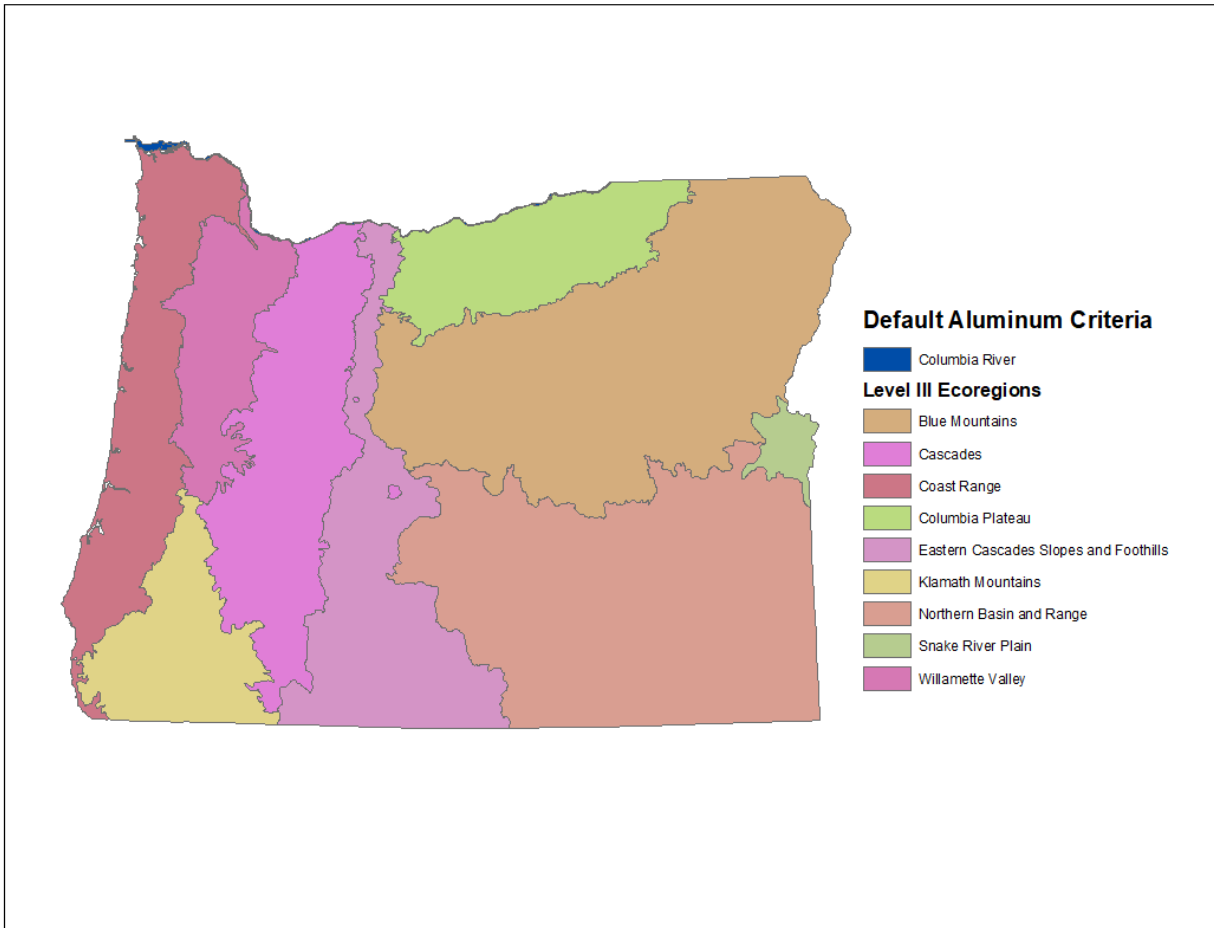 Default Aluminum Criteria
Columbia River
Level III Ecoregions
Blue Mountains
Cascades
Coast Range
Columbia Plateau
Eastern Cascades Slopes and Foothills
Klamath Mountains
Northern Basin and Range
Snake River Plain
Willamette Valley